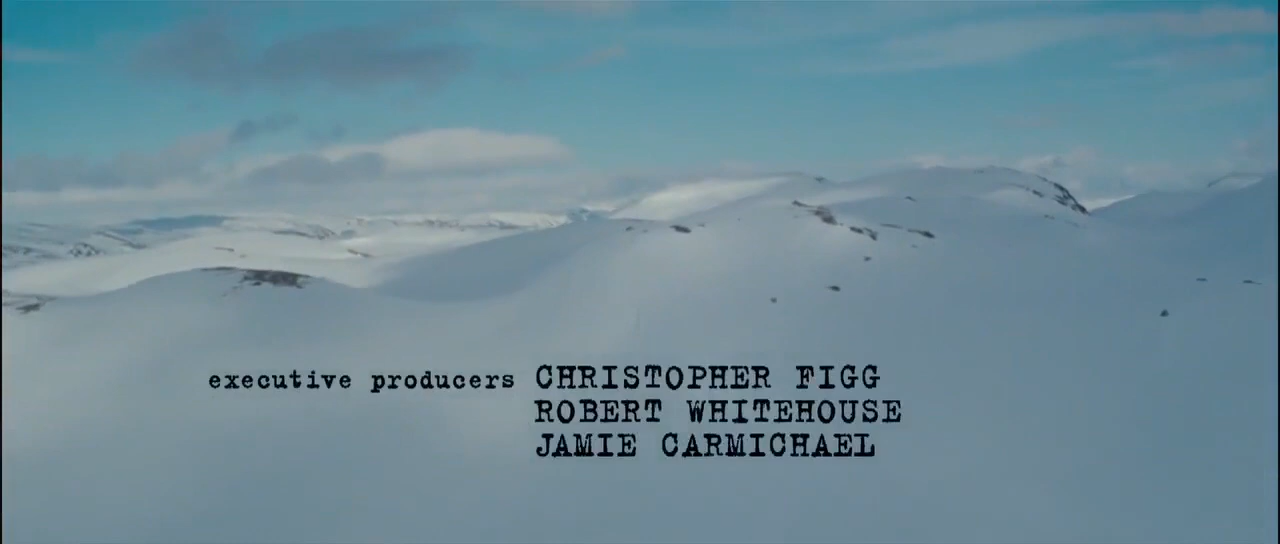 executive producers CHRISTOPHER FIGG
ROBERT WHITEHOUSE
JAMIE CARMICHAEL